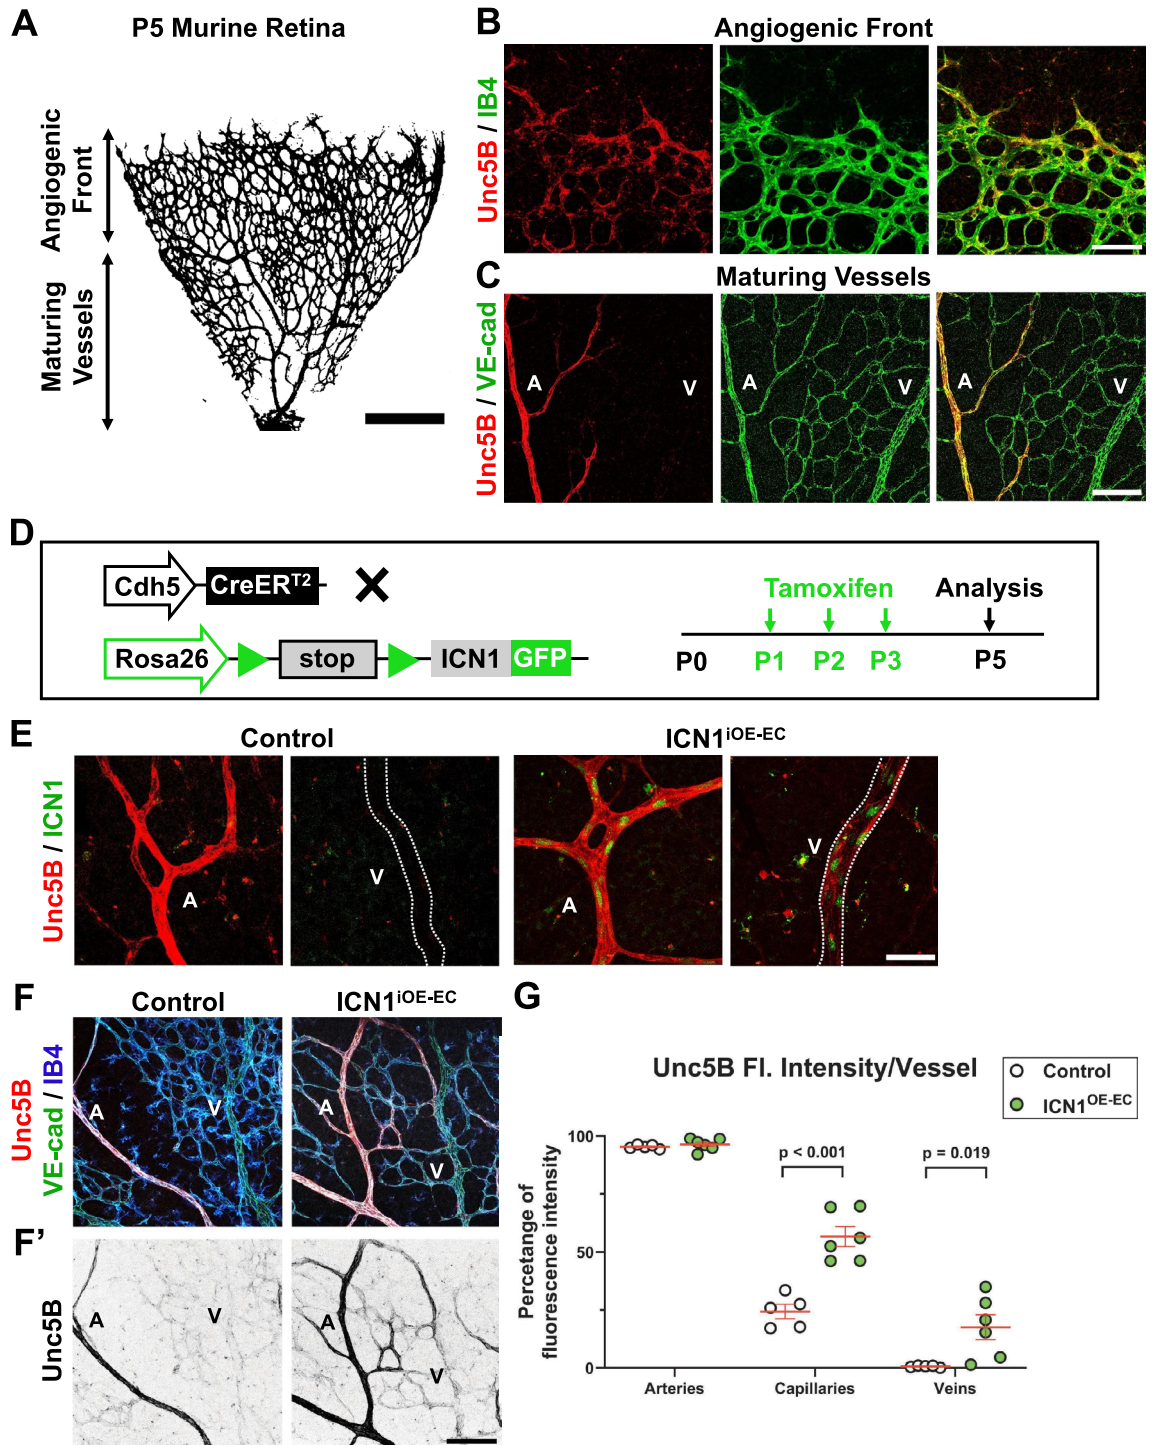 A
P5 Murine Retina
Angiogenic
Front
Maturing
Vessels
B
Angiogenic Front
Unc5B / IB4
C
Maturing Vessels
Unc5B / VE-cad
A
V
A
V
A
V
D
Cdh5
CreERT2
X
Rosa26
stop
ICN1
GFP
Tamoxifen
Analysis
P0
P1
P2
P3
P5
E
Control
ICN1iOE-EC
Unc5B / ICN1
A
V
A
V
F
Control
ICN1iOE-EC
Unc5B
VE-cad / IB4
A
V
A
V
F'
Unc5B
A
V
A
V
G
Unc5B Fl. Intensity/Vessel
Control
ICN1OE-EC
Percetange of
fluorescence intensity
100
50
0
p < 0.001
p = 0.019
Arteries
Capillaries
Veins